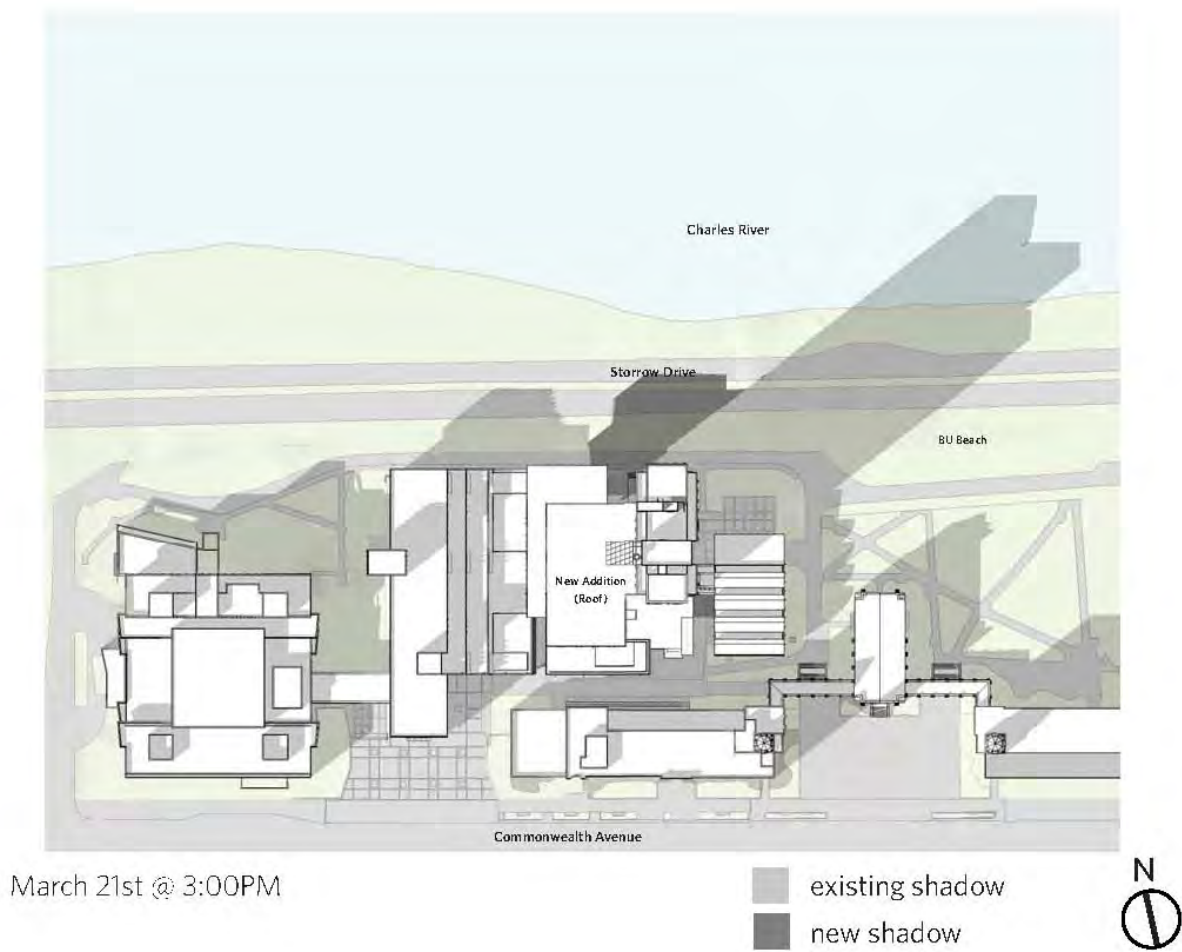 Charles River
Storrow Drive
BU Beach
New Addition
(Roof)
Commonwealth Avenue
March 21st @ 3:00PM
existing shadow
new shadow
N